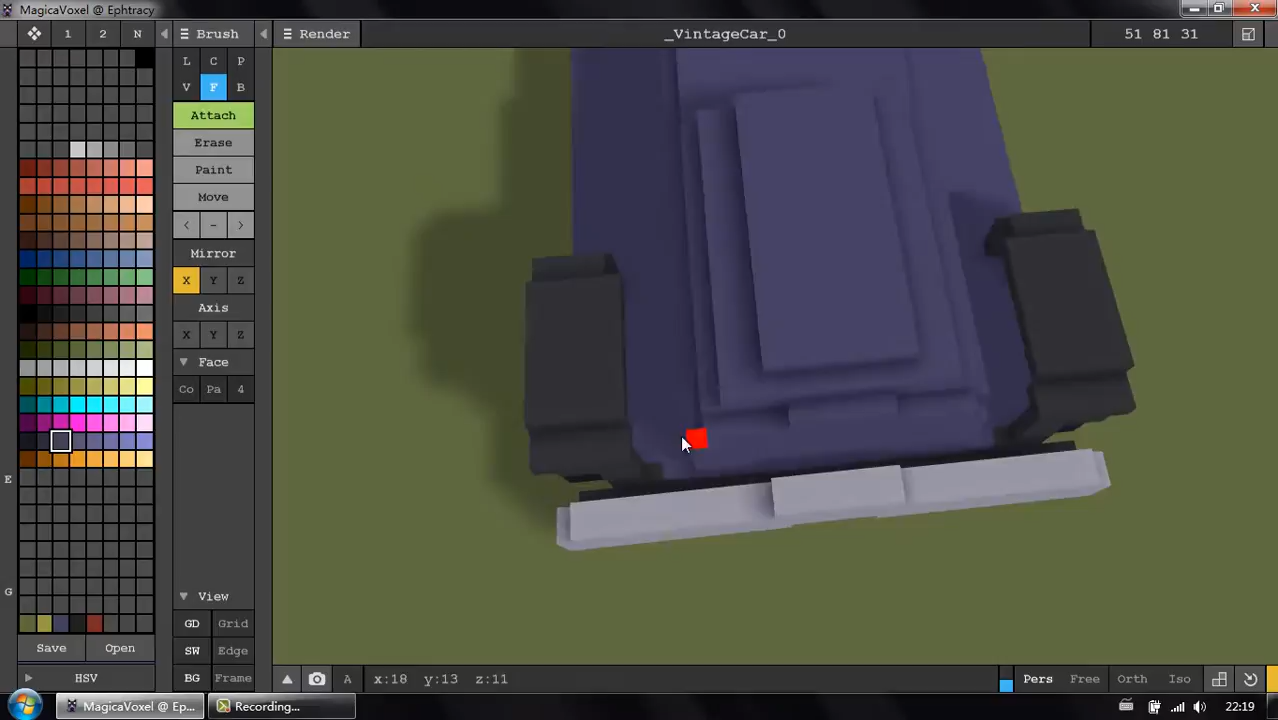 MagicaVoxel @ Ephtracy
1 2 N
Brush
Render
_VintageCar_0
51 81 31
L C P
V F B
Attach
Erase
Paint
Move
< - >
Mirror
X Y Z
Axis
X Y Z
Face
Co Pa 4
E
G
View
GD Grid
SW Edge
BG Frame
Save Open
HSV
A x:18 y:13 z:11
Pers Free Orth Iso
MagicaVoxel @ Ep...
Recording...
22:19